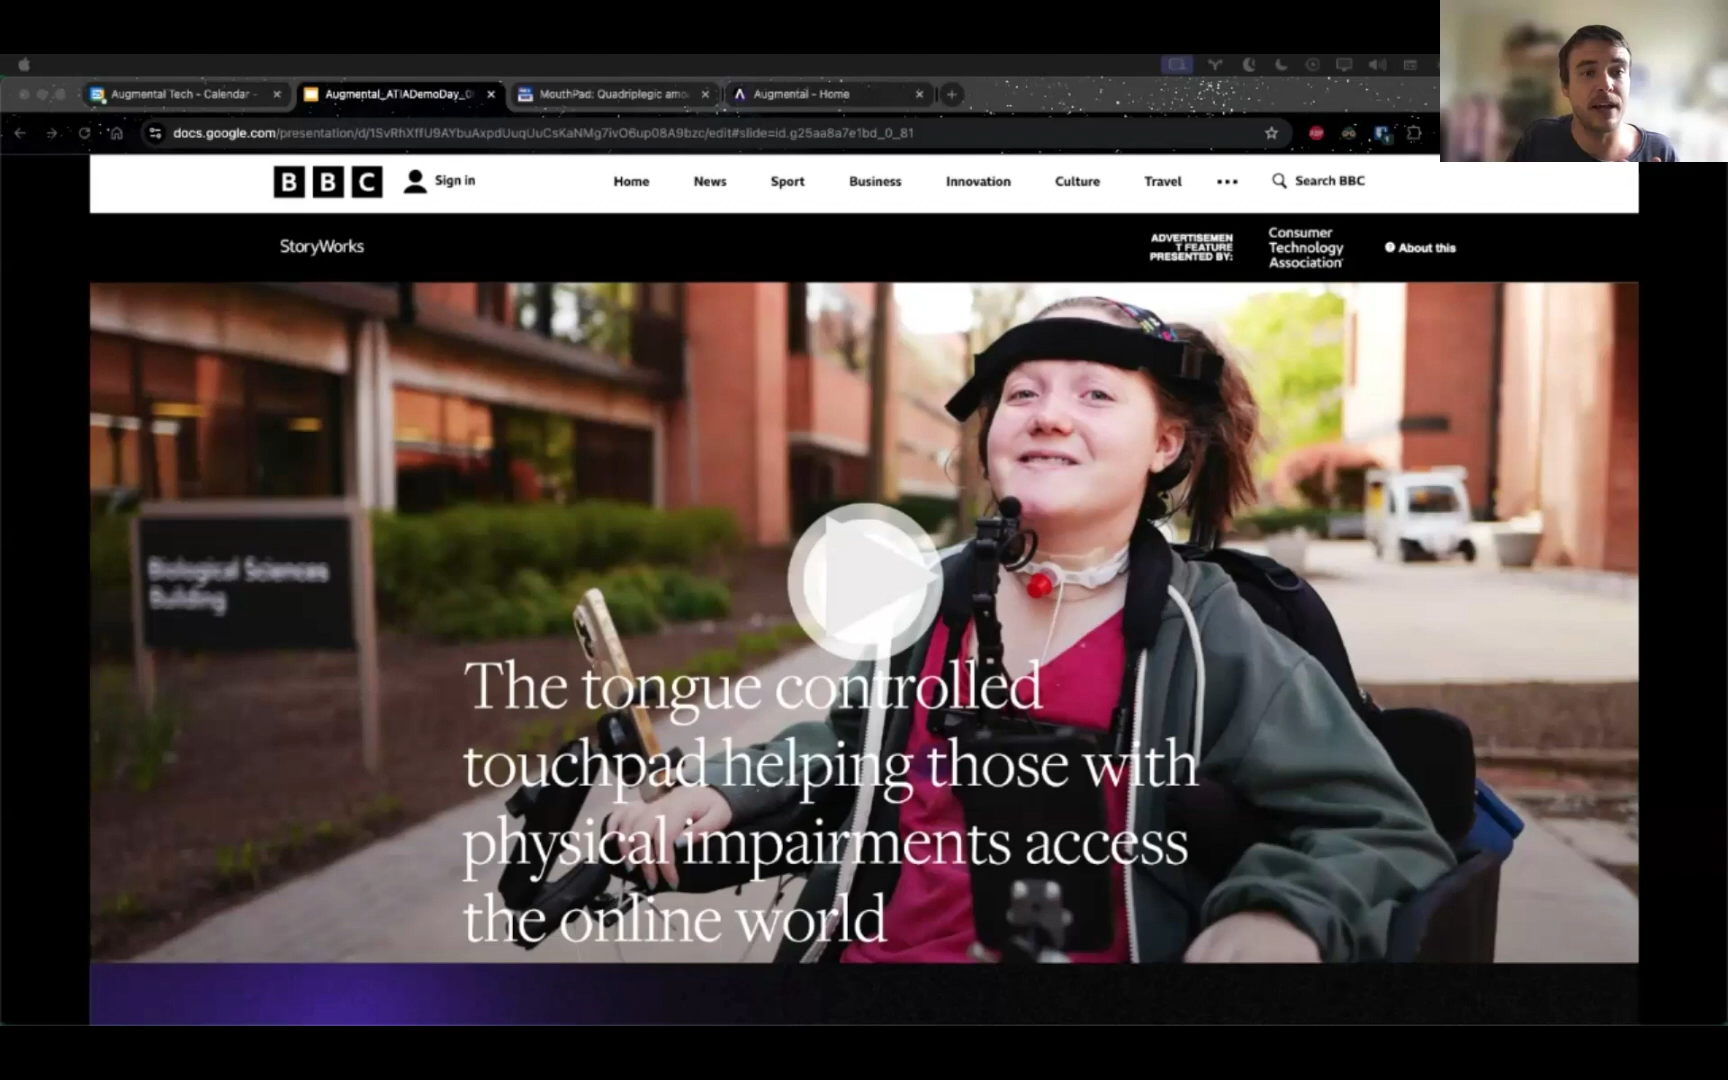 Augmental Tech - Calendar -
Augmental_ATIADemoDay_0
MouthPad: Quadriplegic amo
Augmental - Home
docs.google.com/presentation/d/1SvRhXffU9AYbuAxpdUuqUuCsKaNMg7ivO6up08A9bzc/edit#slide=id.g25aa8a7e1bd_0_81
BBC
Sign in
Home
News
Sport
Business
Innovation
Culture
Travel
Search BBC
StoryWorks
ADVERTISEMEN
T FEATURE
PRESENTED BY:
Consumer
Technology
Association
About this
Biological Sciences
Building
The tongue controlled
touchpad helping those with
physical impairments access
the online world